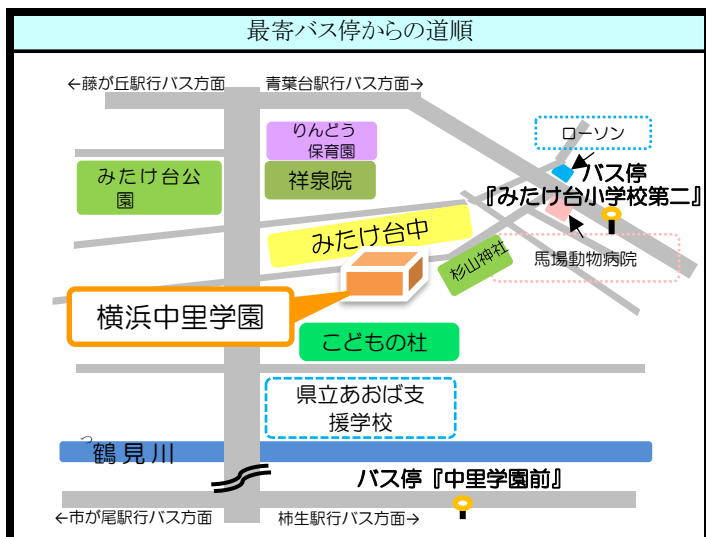 最寄バス停からの道順
←藤が丘駅行バス方面
青葉台駅行バス方面→
りんどう
保育園
ローソン
みたけ台公
園
祥泉院
バス停
『みたけ台小学校第二』
みたけ台中
杉山神社
馬場動物病院
横浜中里学園
こどもの杜
県立あおば支
援学校
つ
鶴見川
バス停『中里学園前』
←市が尾駅行バス方面
柿生駅行バス方面→